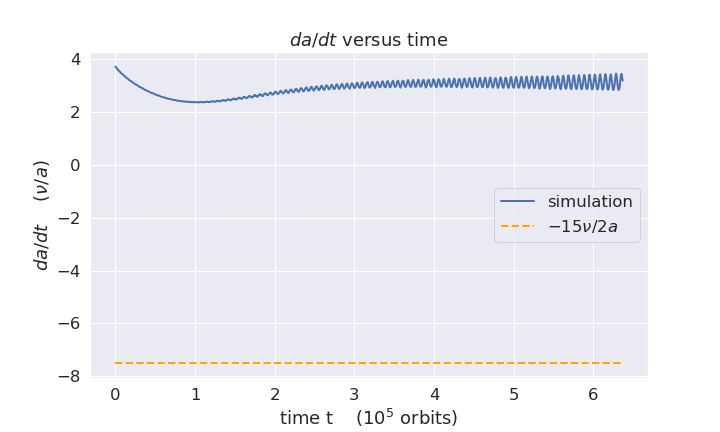 da/dt versus time
4
2
0
−2
−4
−6
−8
da/dt (ν/a)
simulation
−15ν/2a
0 1 2 3 4 5 6
time t (10⁵ orbits)